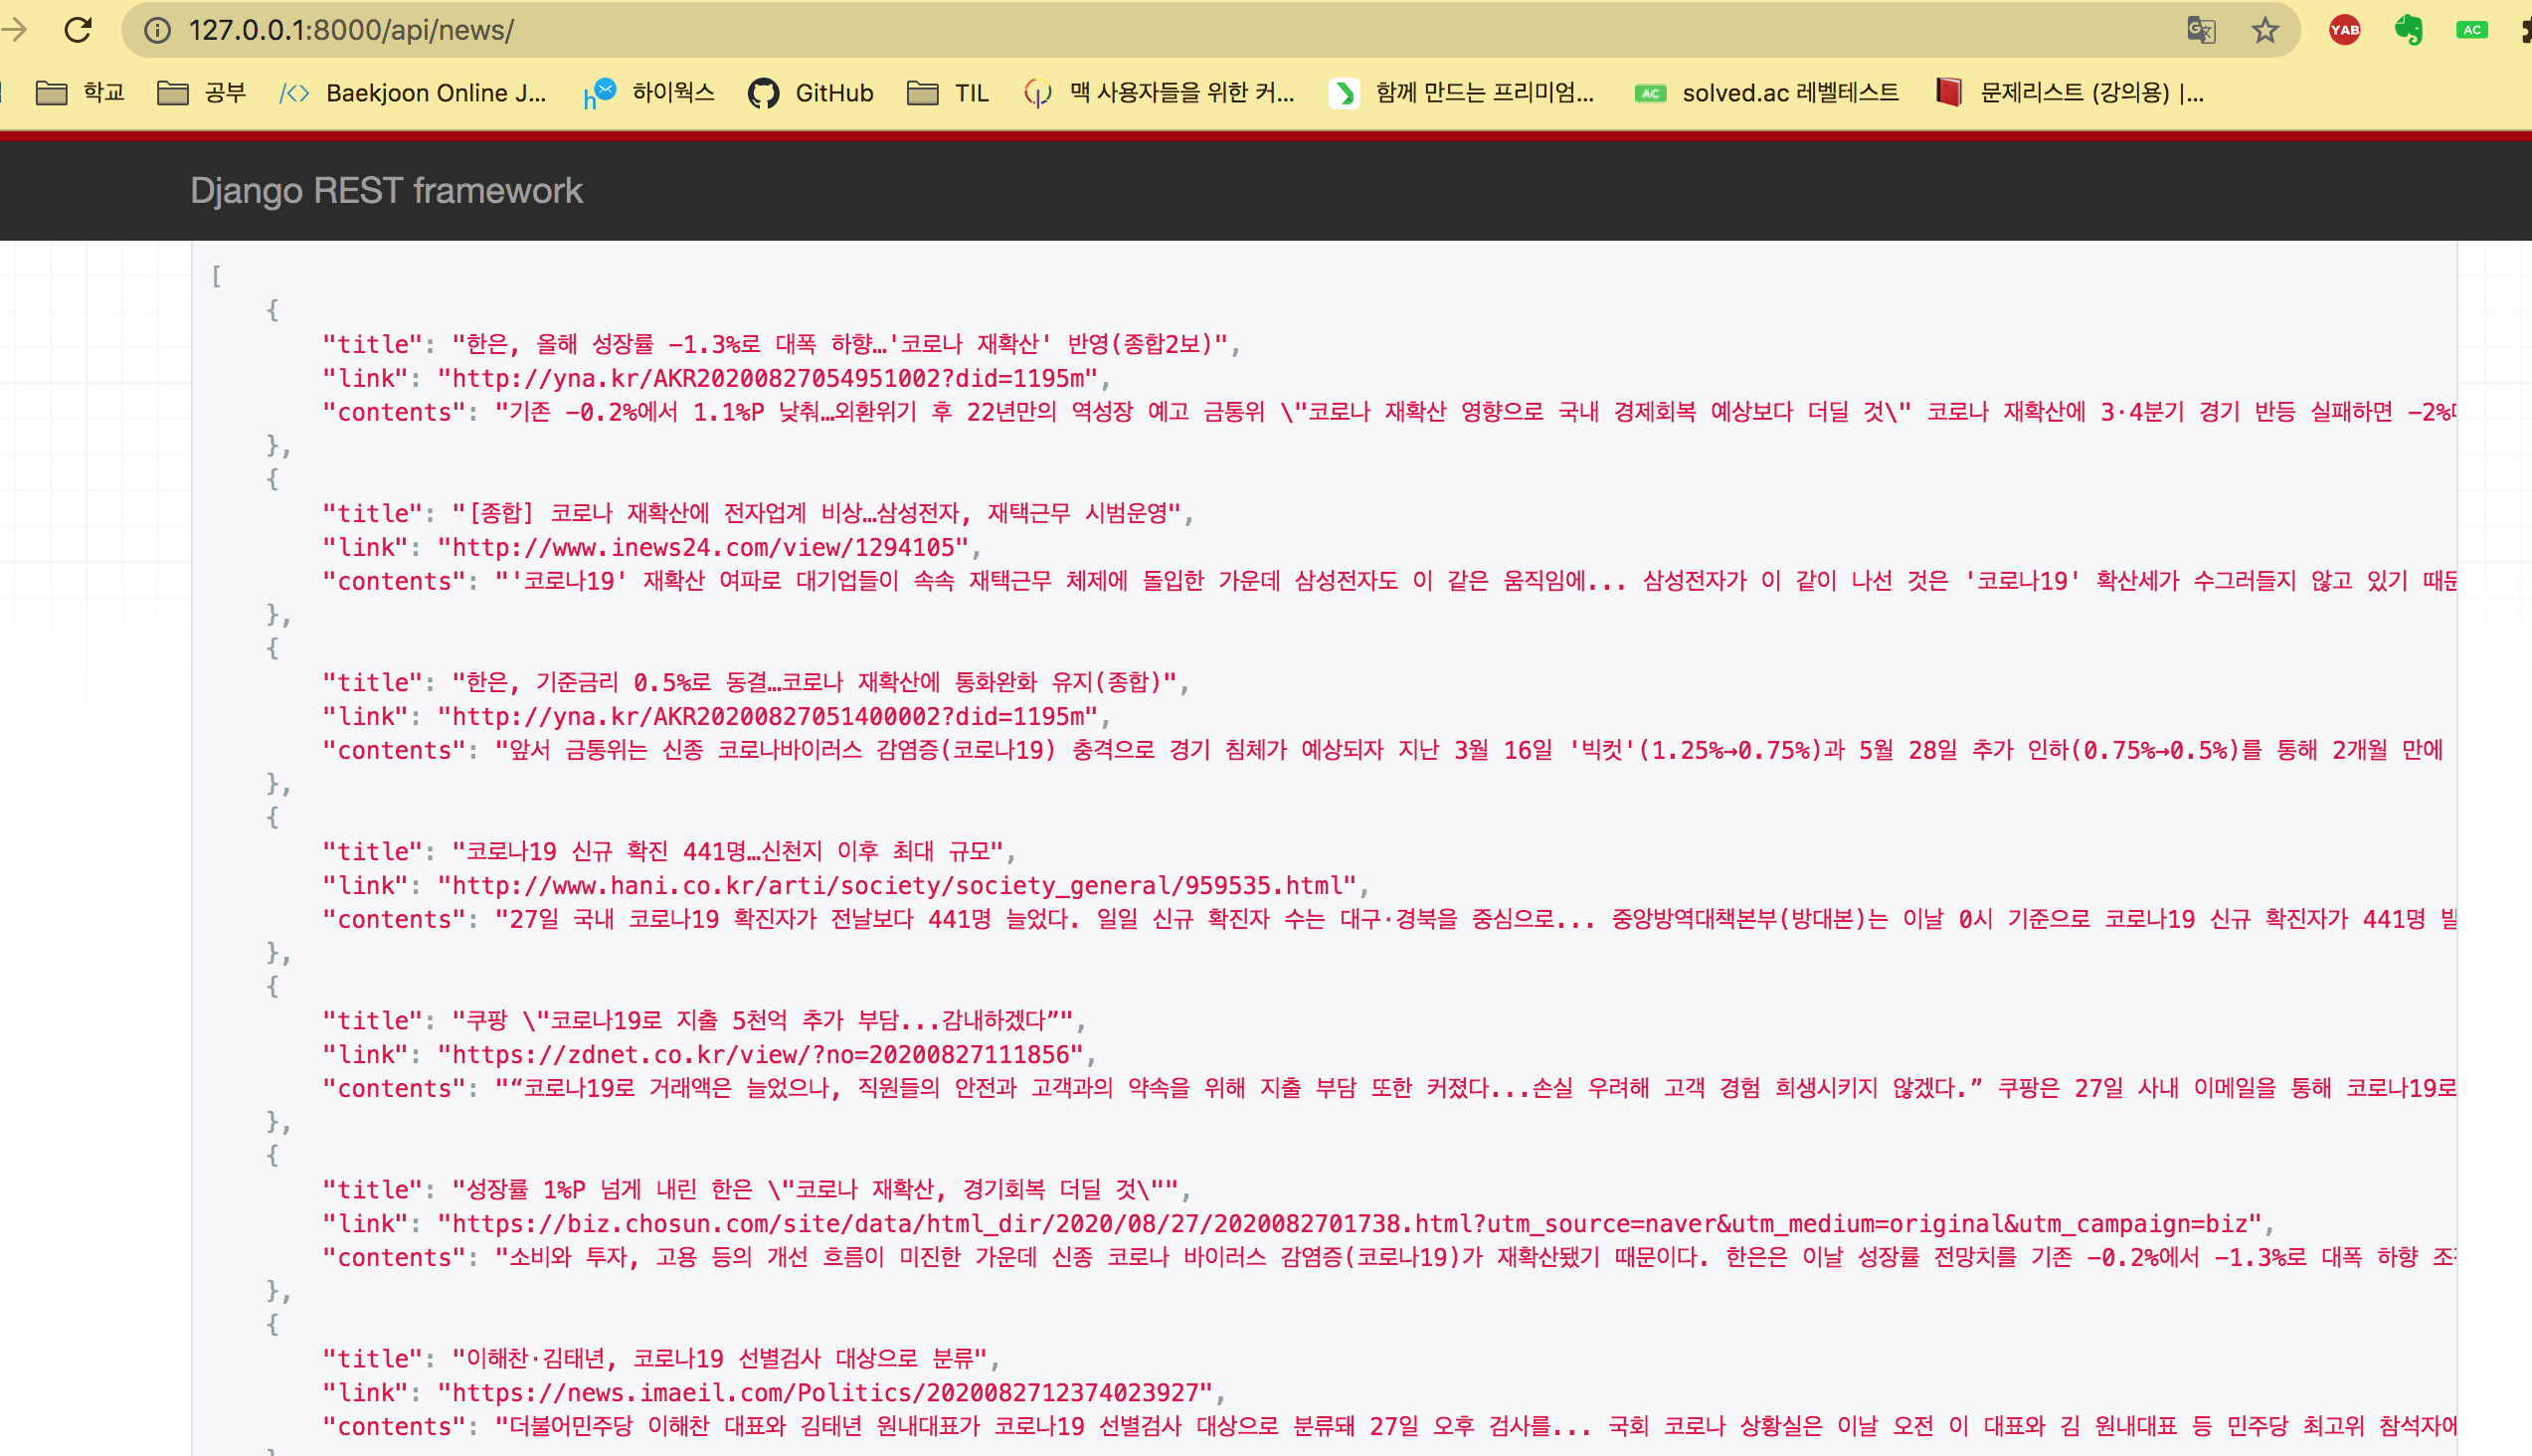 127.0.0.1:8000/api/news/
YAB
AC
학교
공부
</> Baekjoon Online J...
하이웍스
GitHub
TIL
맥 사용자들을 위한 커...
함께 만드는 프리미엄...
AC solved.ac 레벨테스트
문제리스트 (강의용) |...
Django REST framework
[
{
"title": "한은, 올해 성장률 -1.3%로 대폭 하향…'코로나 재확산' 반영(종합2보)",
"link": "http://yna.kr/AKR20200827054951002?did=1195m",
"contents": "기존 -0.2%에서 1.1%P 낮춰…외환위기 후 22년만의 역성장 예고 금통위 \"코로나 재확산 영향으로 국내 경제회복 예상보다 더딜 것\" 코로나 재확산에 3·4분기 경기 반등 실패하면 -2%
},
{
"title": "[종합] 코로나 재확산에 전자업계 비상…삼성전자, 재택근무 시범운영",
"link": "http://www.inews24.com/view/1294105",
"contents": "'코로나19' 재확산 여파로 대기업들이 속속 재택근무 체제에 돌입한 가운데 삼성전자도 이 같은 움직임에... 삼성전자가 이 같이 나선 것은 '코로나19' 확산세가 수그러들지 않고 있기 때문
},
{
"title": "한은, 기준금리 0.5%로 동결…코로나 재확산에 통화완화 유지(종합)",
"link": "http://yna.kr/AKR20200827051400002?did=1195m",
"contents": "앞서 금통위는 신종 코로나바이러스 감염증(코로나19) 충격으로 경기 침체가 예상되자 지난 3월 16일 '빅컷'(1.25%→0.75%)과 5월 28일 추가 인하(0.75%→0.5%)를 통해 2개월 만에
},
{
"title": "코로나19 신규 확진 441명…신천지 이후 최대 규모",
"link": "http://www.hani.co.kr/arti/society/society_general/959535.html",
"contents": "27일 국내 코로나19 확진자가 전날보다 441명 늘었다. 일일 신규 확진자 수는 대구·경북을 중심으로... 중앙방역대책본부(방대본)는 이날 0시 기준으로 코로나19 신규 확진자가 441명 발
},
{
"title": "쿠팡 \"코로나19로 지출 5천억 추가 부담...감내하겠다”",
"link": "https://zdnet.co.kr/view/?no=20200827111856",
"contents": "“코로나19로 거래액은 늘었으나, 직원들의 안전과 고객과의 약속을 위해 지출 부담 또한 커졌다...손실 우려해 고객 경험 희생시키지 않겠다.” 쿠팡은 27일 사내 이메일을 통해 코로나19로
},
{
"title": "성장률 1%P 넘게 내린 한은 \"코로나 재확산, 경기회복 더딜 것\"",
"link": "https://biz.chosun.com/site/data/html_dir/2020/08/27/2020082701738.html?utm_source=naver&utm_medium=original&utm_campaign=biz",
"contents": "소비와 투자, 고용 등의 개선 흐름이 미진한 가운데 신종 코로나 바이러스 감염증(코로나19)가 재확산됐기 때문이다. 한은은 이날 성장률 전망치를 기존 -0.2%에서 -1.3%로 대폭 하향
},
{
"title": "이해찬·김태년, 코로나19 선별검사 대상으로 분류",
"link": "https://news.imaeil.com/Politics/2020082712374023927",
"contents": "더불어민주당 이해찬 대표와 김태년 원내대표가 코로나19 선별검사 대상으로 분류돼 27일 오후 검사를... 국회 코로나 상황실은 이날 오전 이 대표와 김 원내대표 등 민주당 최고위 참석자에